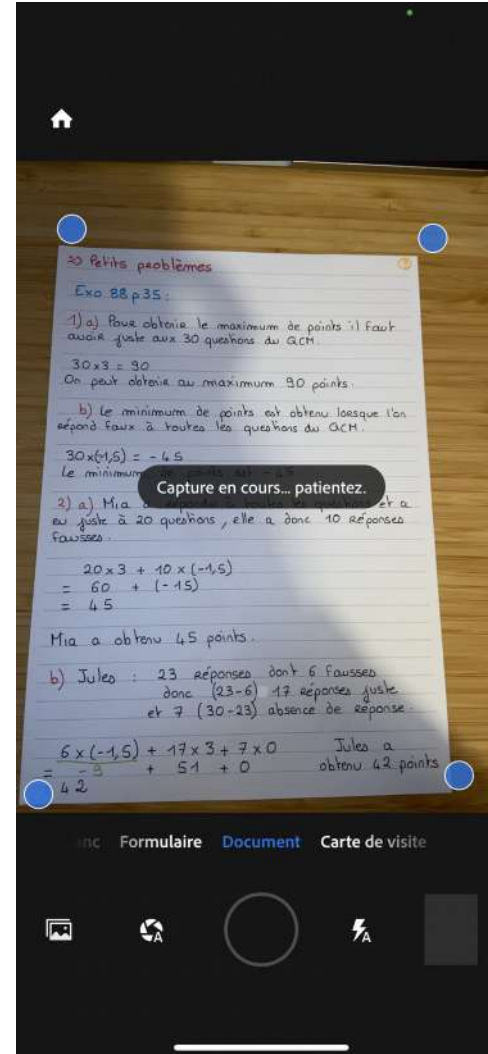 Petits problèmes
Exo 88 p35 :
1) a) Pour obtenir le maximum de points il faut
avoir juste aux 30 questions du QCM.
30x3 = 90
On peut obtenir au maximum 90 points.
b) Le minimum de points est obtenu lorsque l'on
répond faux à toutes les questions du QCM.
30x(-1,5) = -45
Le minimum
Capture en cours... patientez.
2) a) Mia a et a
eu juste à 20 questions, elle a donc 10 réponses
fausses.
20 x 3 + 10 x (-1,5)
= 60 + (-15)
= 45
Mia a obtenu 45 points.
b) Jules : 23 réponses dont 6 fausses
donc (23-6) 17 réponses juste
et 7 (30-23) absence de réponse.
6 x (-1,5) + 17 x 3 + 7 x 0 Jules a
= -9 + 51 + 0 obtenu 42 points
42
Formulaire Document Carte de visite